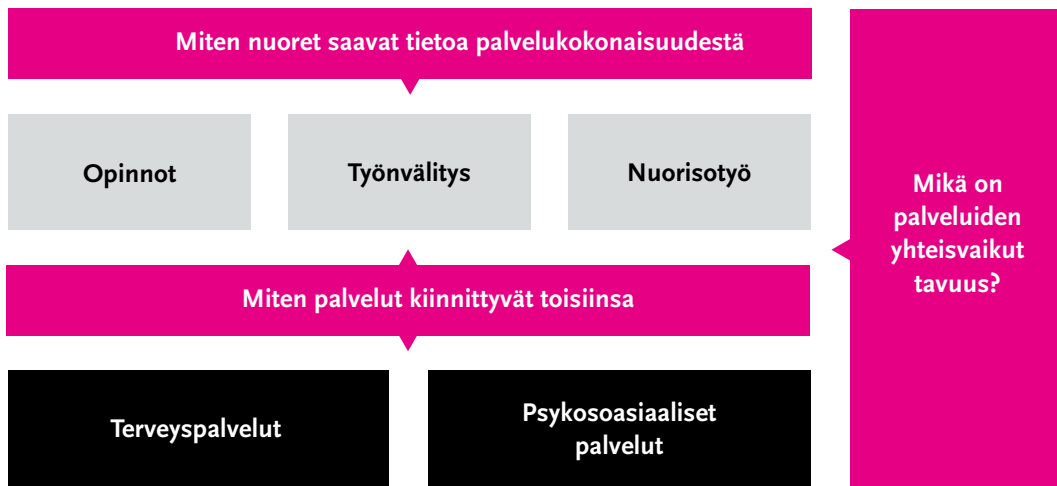 Miten nuoret saavat tietoa palvelukokonaisuudestä
Opinnot
Työnvälitys
Nuorisotyö
Miten palvelut kiinnittyvät toisiinsa
Terveyspalvelut
Psykosoasiaaliset
palvelut
Mikä on
palveluiden
yhteisvaikut
tavuus?